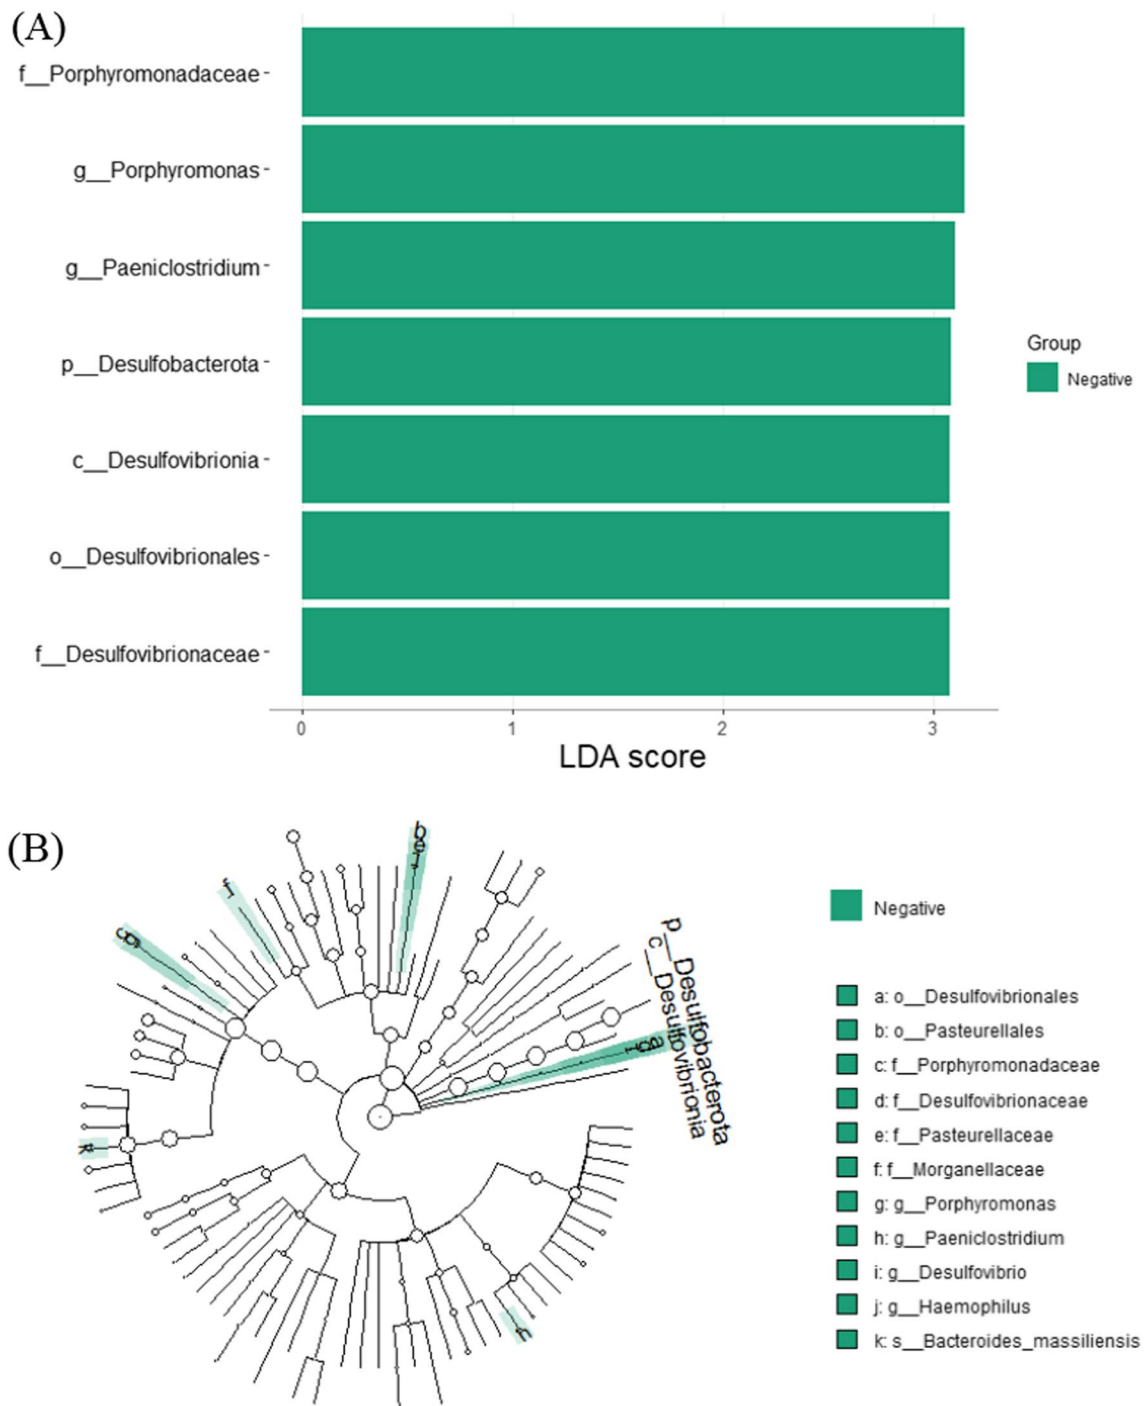 (A)
f__Porphyromonadaceae
g__Porphyromonas
g__Paeniclostridium
p__Desulfobacterota
c__Desulfovibrionia
o__Desulfovibrionales
f__Desulfovibrionaceae
0 1 2 3
LDA score
Group
Negative
(B)
b
e
f
c
g
k
h
a
p__Desulfobacterota
c__Desulfovibrionia
Negative
a: o__Desulfovibrionales
b: o__Pasteurellales
c: f__Porphyromonadaceae
d: f__Desulfovibrionaceae
e: f__Pasteurellaceae
f: f__Morganellaceae
g: g__Porphyromonas
h: g__Paeniclostridium
i: g__Desulfovibrio
j: g__Haemophilus
k: s__Bacteroides_massiliensis